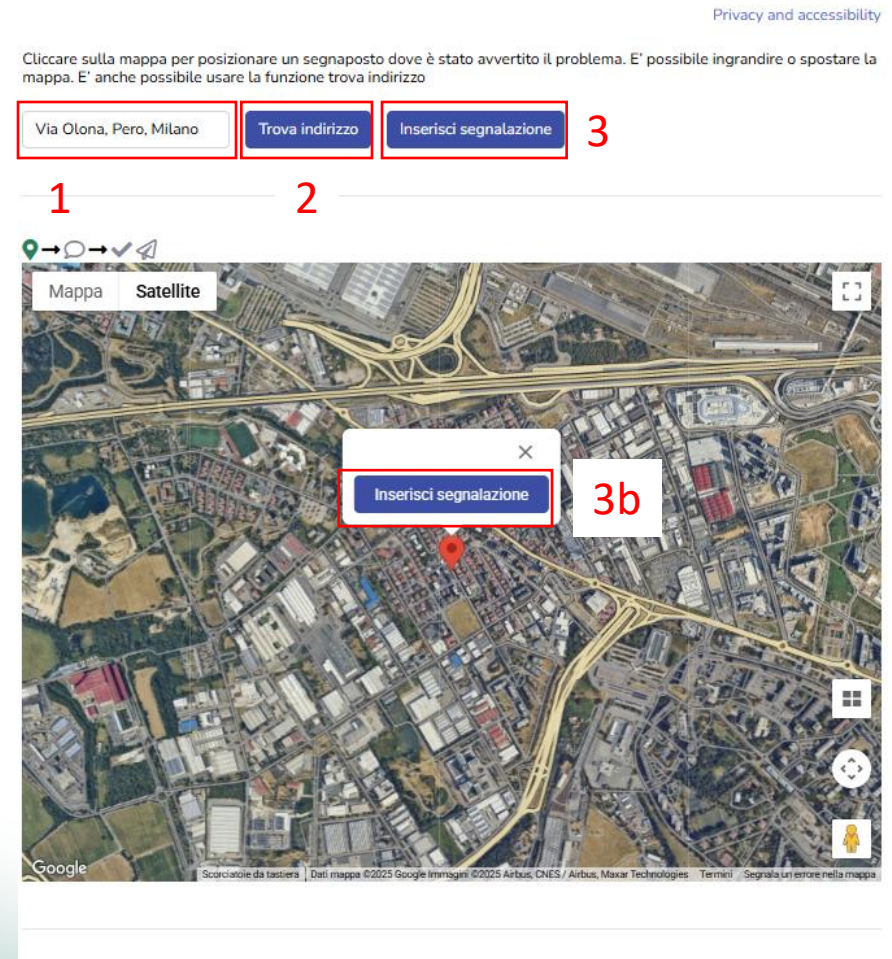 Privacy and accessibility
Cliccare sulla mappa per posizionare un segnaposto dove è stato avvertito il problema. E' possibile ingrandire o spostare la
mappa. E' anche possibile usare la funzione trova indirizzo
Via Olona, Pero, Milano
Trova indirizzo
Inserisci segnalazione
3
1
2
Mappa
Satellite
Inserisci segnalazione
3b
Google
Scorciatoie da tastiera
Dati mappa ©2025 Google Immagini ©2025 Airbus, CNES / Airbus, Maxar Technologies
Termini
Segnala un errore nella mappa